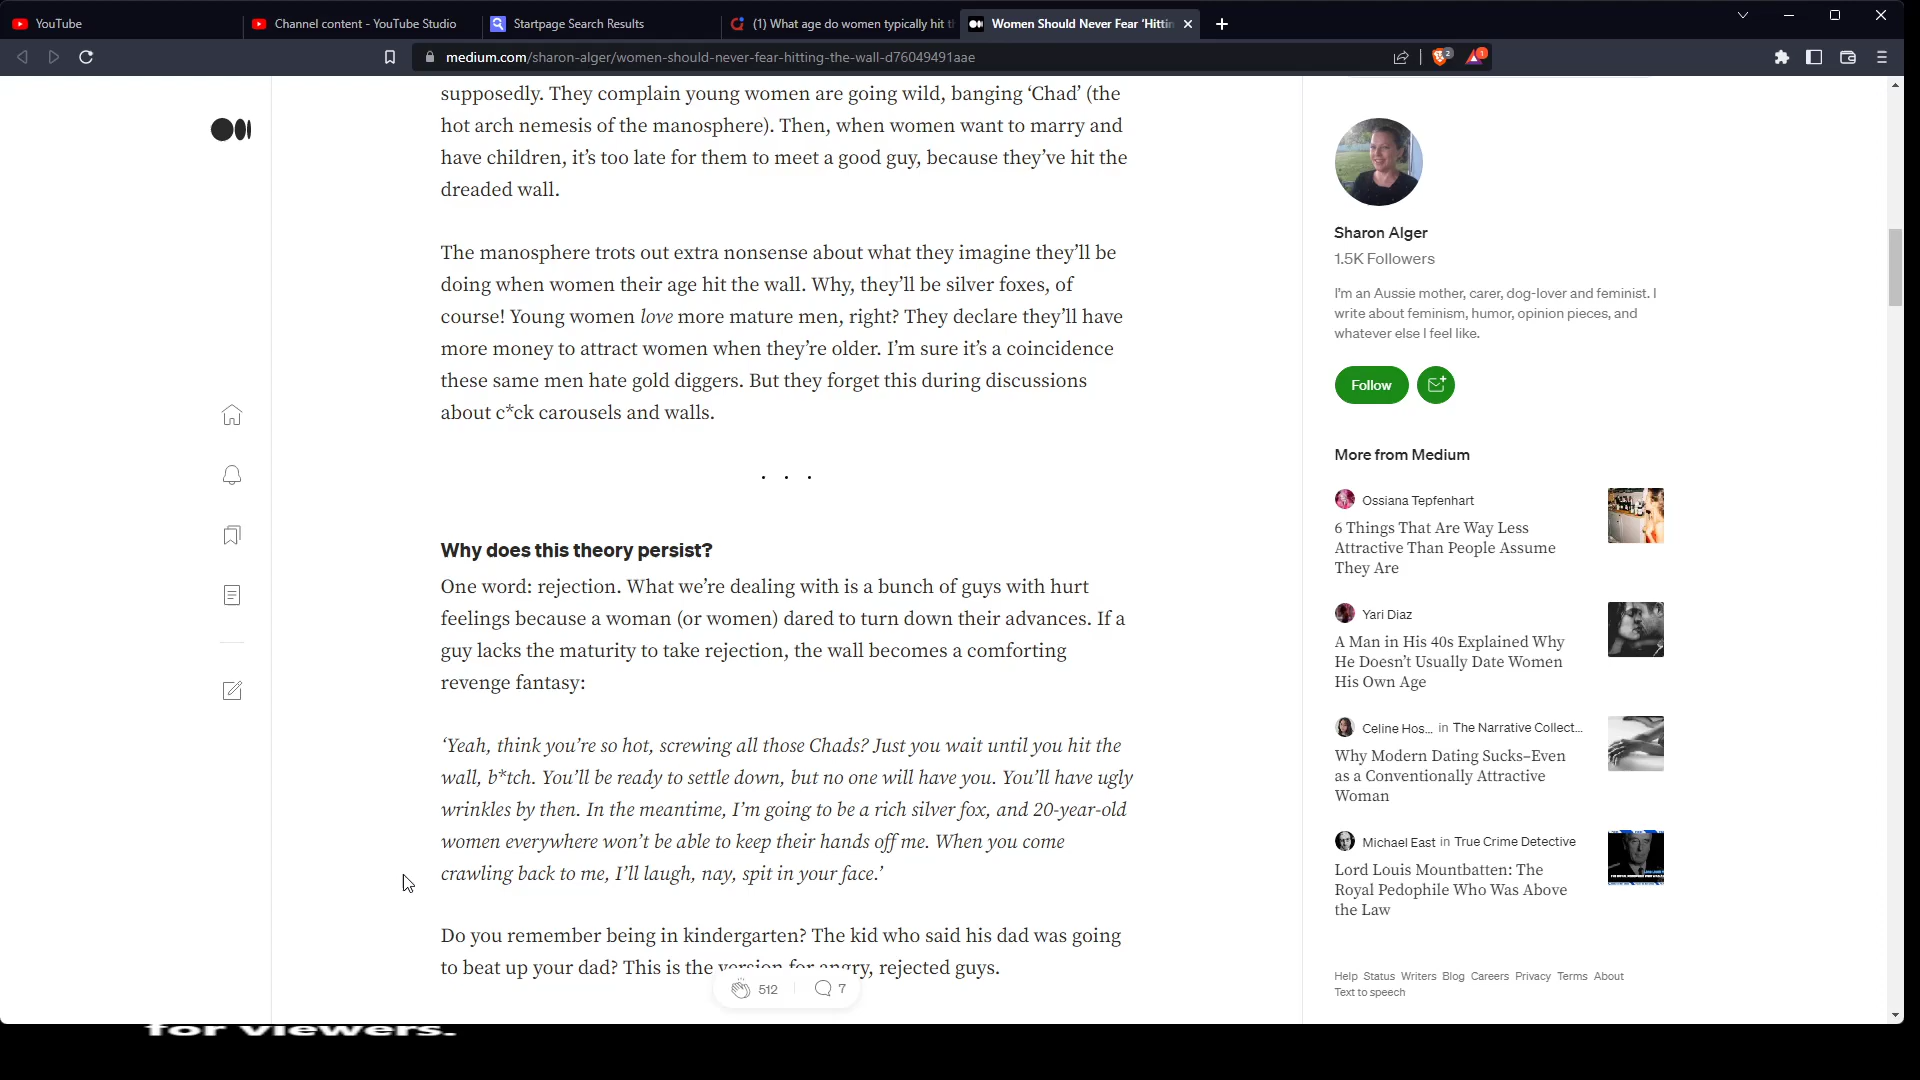 YouTube
Channel content - YouTube Studio
Startpage Search Results
(1) What age do women typically hit t
Women Should Never Fear ‘Hittin
medium.com/sharon-alger/women-should-never-fear-hitting-the-wall-d76049491aae
2
1
supposedly. They complain young women are going wild, banging ‘Chad’ (the
hot arch nemesis of the manosphere). Then, when women want to marry and
have children, it’s too late for them to meet a good guy, because they’ve hit the
dreaded wall.
The manosphere trots out extra nonsense about what they imagine they’ll be
doing when women their age hit the wall. Why, they’ll be silver foxes, of
course! Young women love more mature men, right? They declare they’ll have
more money to attract women when they’re older. I’m sure it’s a coincidence
these same men hate gold diggers. But they forget this during discussions
about c*ck carousels and walls.
. . .
Why does this theory persist?
One word: rejection. What we’re dealing with is a bunch of guys with hurt
feelings because a woman (or women) dared to turn down their advances. If a
guy lacks the maturity to take rejection, the wall becomes a comforting
revenge fantasy:
‘Yeah, think you’re so hot, screwing all those Chads? Just you wait until you hit the
wall, b*tch. You’ll be ready to settle down, but no one will have you. You’ll have ugly
wrinkles by then. In the meantime, I’m going to be a rich silver fox, and 20-year-old
women everywhere won’t be able to keep their hands off me. When you come
crawling back to me, I’ll laugh, nay, spit in your face.’
Do you remember being in kindergarten? The kid who said his dad was going
to beat up your dad? This is the version for angry, rejected guys.
512
7
Sharon Alger
1.5K Followers
I'm an Aussie mother, carer, dog-lover and feminist. I
write about feminism, humor, opinion pieces, and
whatever else I feel like.
Follow
More from Medium
Ossiana Tepfenhart
6 Things That Are Way Less
Attractive Than People Assume
They Are
Yari Diaz
A Man in His 40s Explained Why
He Doesn’t Usually Date Women
His Own Age
Celine Hos... in The Narrative Collect...
Why Modern Dating Sucks–Even
as a Conventionally Attractive
Woman
Michael East in True Crime Detective
Lord Louis Mountbatten: The
Royal Pedophile Who Was Above
the Law
Help Status Writers Blog Careers Privacy Terms About
Text to speech
for viewers.